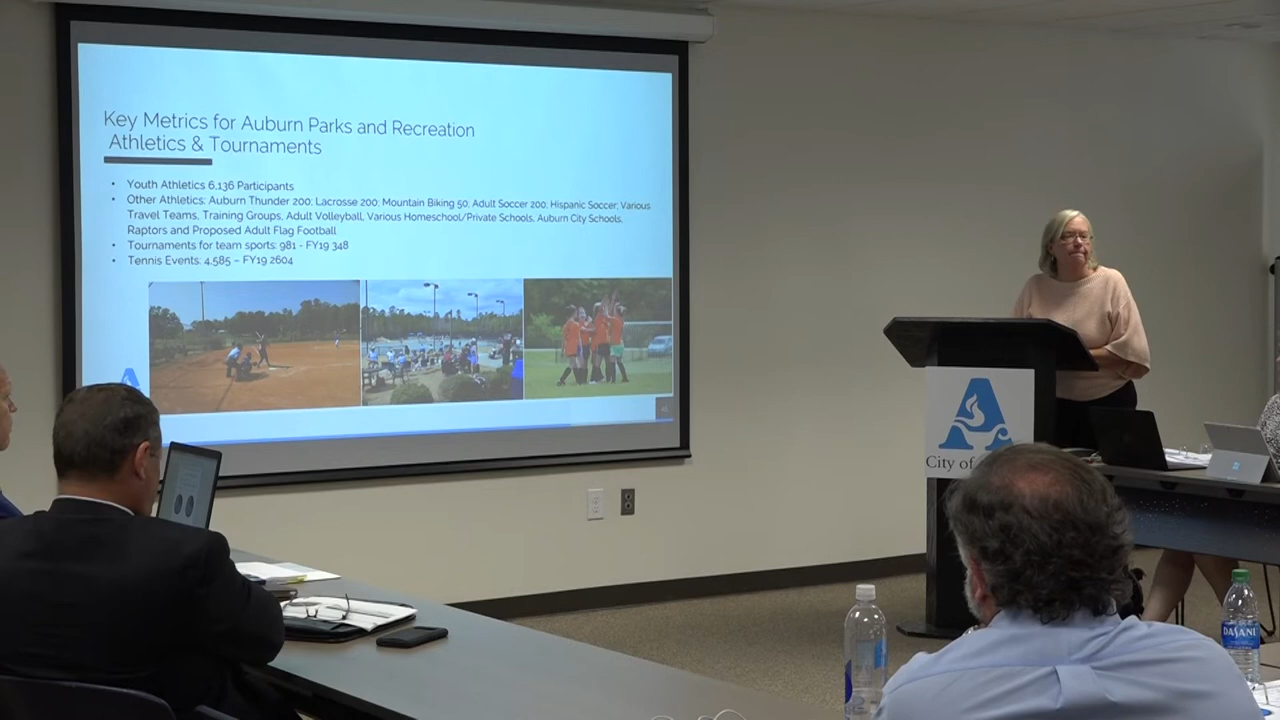 Key Metrics for Auburn Parks and Recreation
Athletics & Tournaments
• Youth Athletics 6,136 Participants
• Other Athletics: Auburn Thunder 200; Lacrosse 200; Mountain Biking 50; Adult Soccer 200; Hispanic Soccer; Various
Travel Teams, Training Groups, Adult Volleyball, Various Homeschool/Private Schools, Auburn City Schools,
Raptors and Proposed Adult Flag Football
• Tournaments for team sports: 981 - FY19 348
• Tennis Events: 4,585 – FY19 2604
A
City of
DASANI